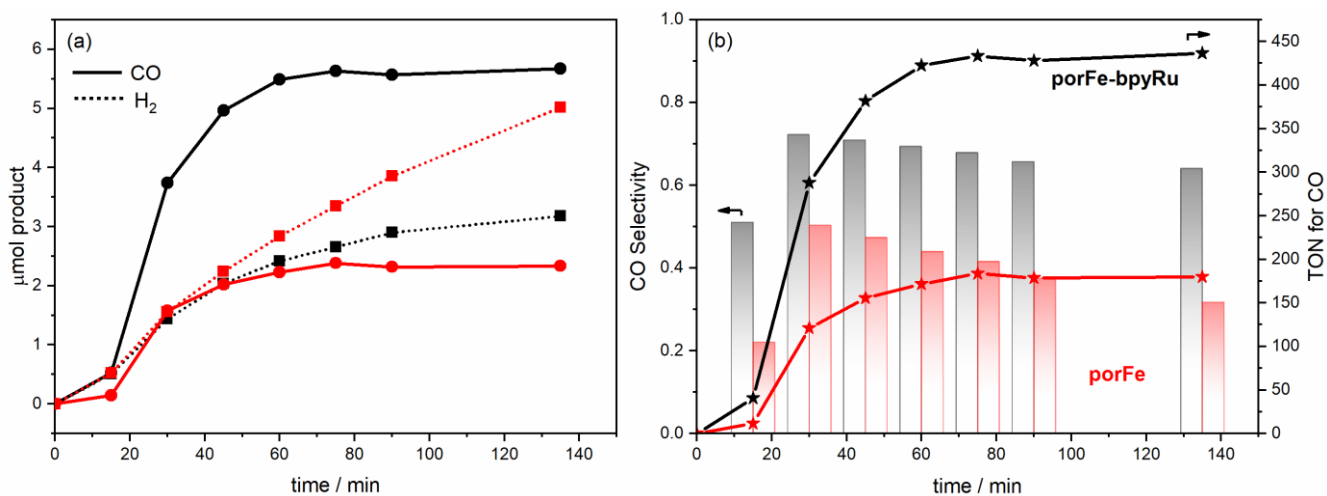 (a)
CO
H2
μmol product
6
5
4
3
2
1
0
0 20 40 60 80 100 120 140
time / min
(b)
porFe-bpyRu
porFe
CO Selectivity
1.0
0.8
0.6
0.4
0.2
0.0
TON for CO
450
400
350
300
250
200
150
100
50
0
0 20 40 60 80 100 120 140
time / min